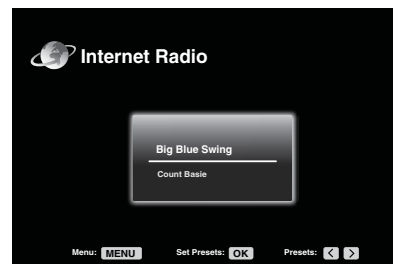 Internet Radio
Big Blue Swing
Count Basie
Menu: MENU Set Presets: OK Presets: < >